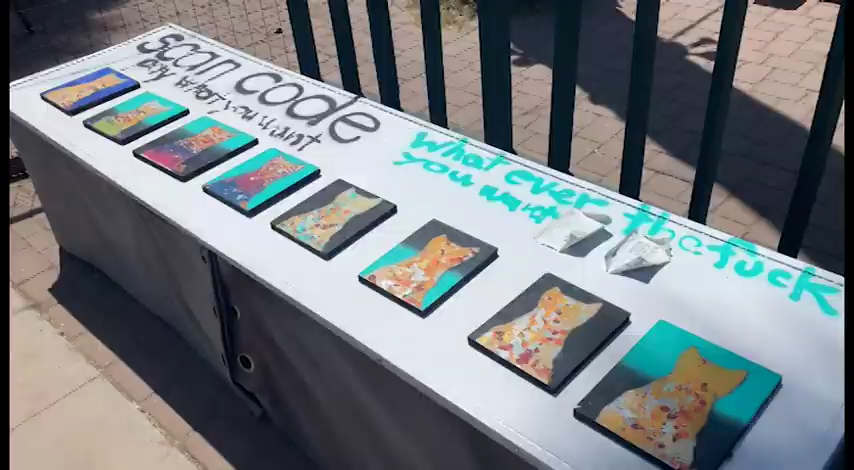 scan code
pay what you want
what ever the fuck
you want